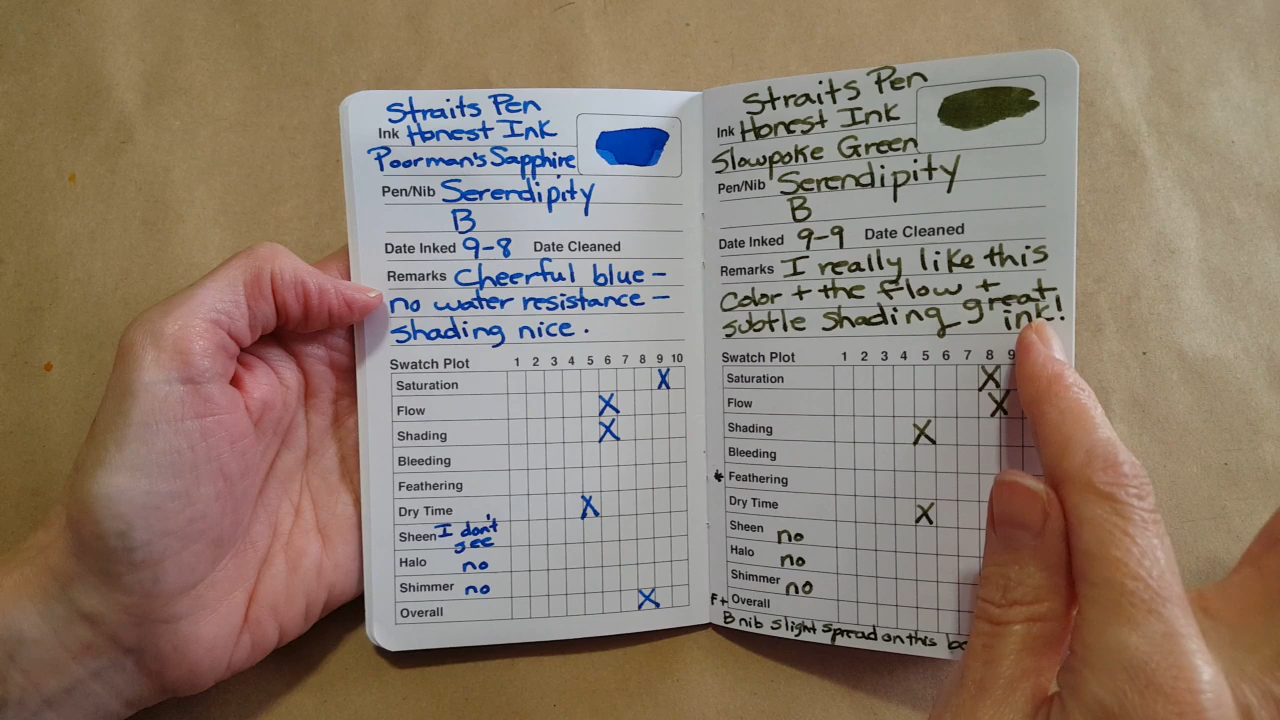 Straits Pen
Ink Honest Ink
Poorman's Sapphire
Pen/Nib Serendipity
B
Date Inked 9-8 Date Cleaned
Remarks Cheerful blue -
no water resistance -
shading nice.
Swatch Plot 1 2 3 4 5 6 7 8 9 10
Saturation X
Flow X
Shading X
Bleeding
Feathering
Dry Time X
Sheen I don't
see
Halo no
Shimmer no
Overall X
Straits Pen
Ink Honest Ink
Slowpoke Green
Pen/Nib Serendipity
B
Date Inked 9-9 Date Cleaned
Remarks I really like this
color + the flow +
subtle shading great
ink!
Swatch Plot 1 2 3 4 5 6 7 8 9
Saturation X
Flow X
Shading X
Bleeding
Feathering
Dry Time X
Sheen no
Halo no
Shimmer no
F+ Overall
B nib slight spread on this